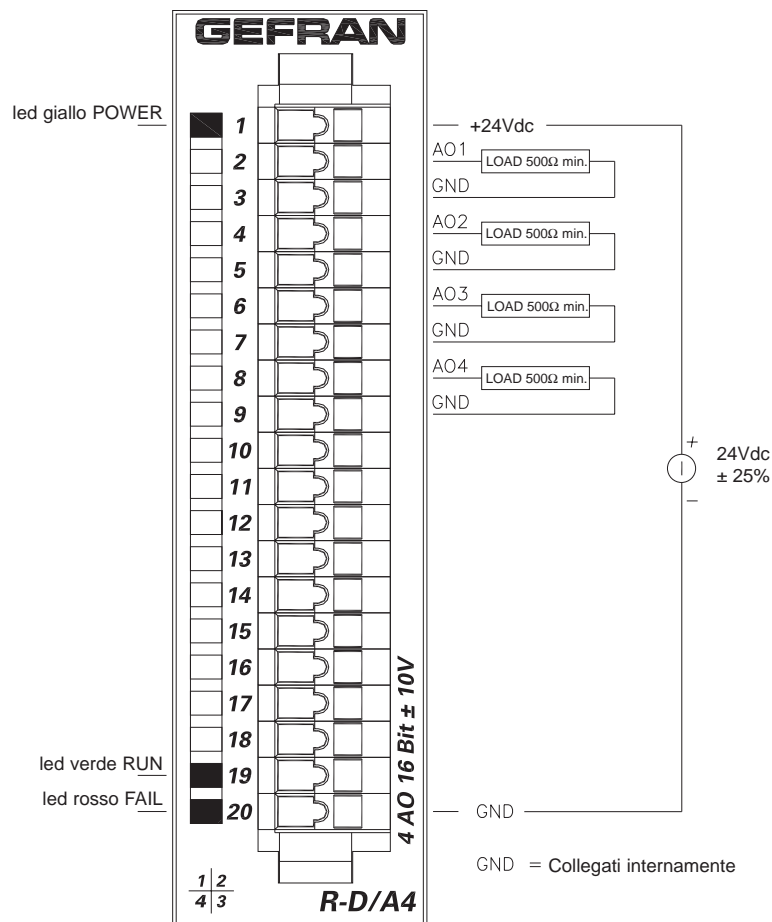 GEFRAN
led giallo POWER
1
2
3
4
5
6
7
8
9
10
11
12
13
14
15
16
17
18
19
20
led verde RUN
led rosso FAIL
+24Vdc
AO1 LOAD 500Ω min.
GND
AO2 LOAD 500Ω min.
GND
AO3 LOAD 500Ω min.
GND
AO4 LOAD 500Ω min.
GND
+
24Vdc
± 25%
–
GND
GND = Collegati internamente
4 AO 16 Bit ± 10V
1 2
4 3
R-D/A4